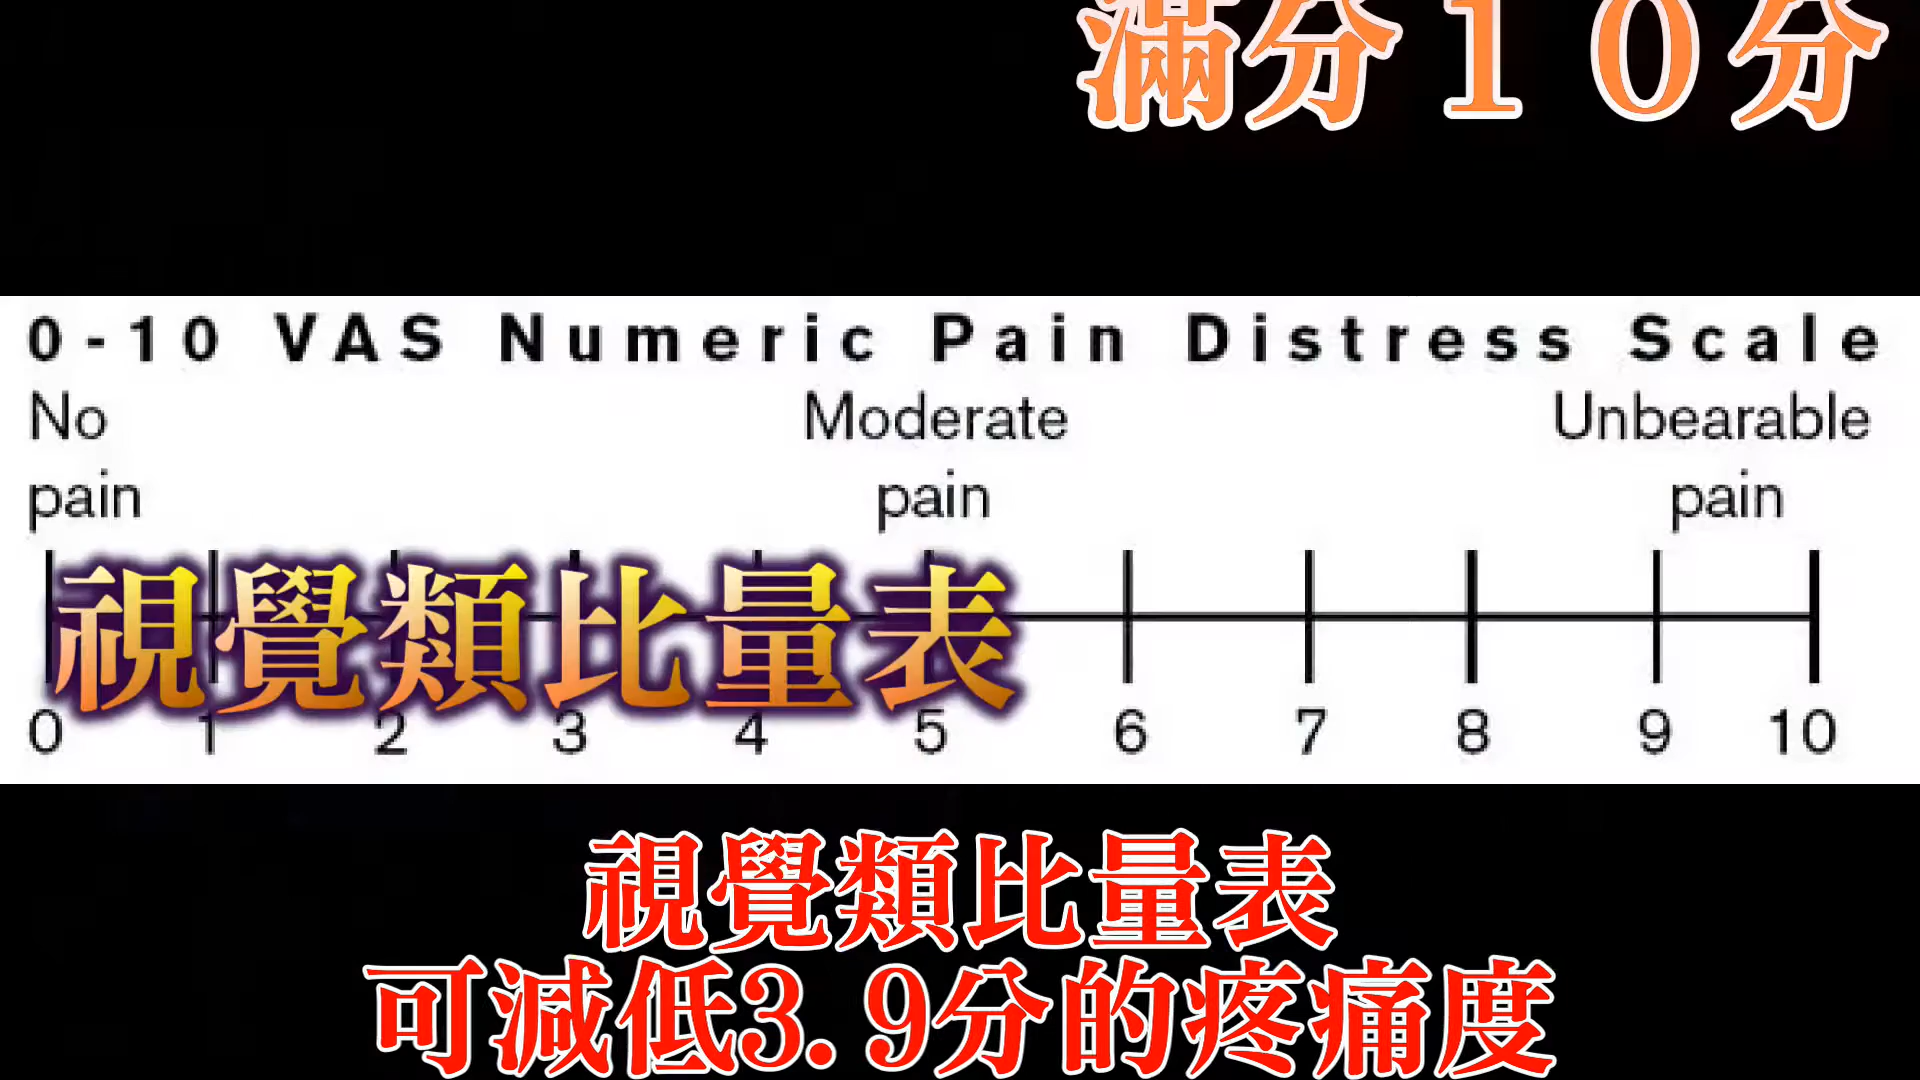 滿分１０分
0-10 VAS Numeric Pain Distress Scale
No
pain
Moderate
pain
Unbearable
pain
視覺類比量表
0 1 2 3 4 5 6 7 8 9 10
視覺類比量表
可減低3.9分的疼痛度